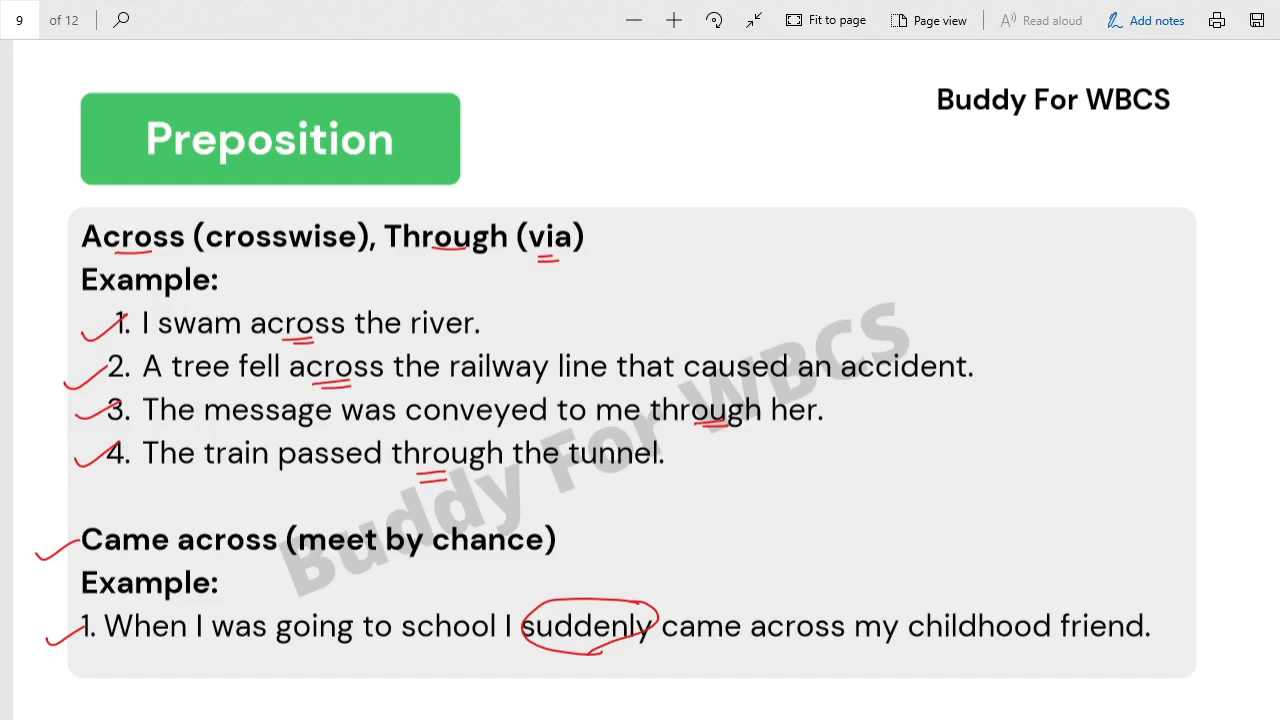 9 of 12 Fit to page Page view Read aloud Add notes
Buddy For WBCS
Preposition
Across (crosswise), Through (via)
Example:
1. I swam across the river.
2. A tree fell across the railway line that caused an accident.
3. The message was conveyed to me through her.
4. The train passed through the tunnel.
Buddy For WBCS
Came across (meet by chance)
Example:
1. When I was going to school I suddenly came across my childhood friend.